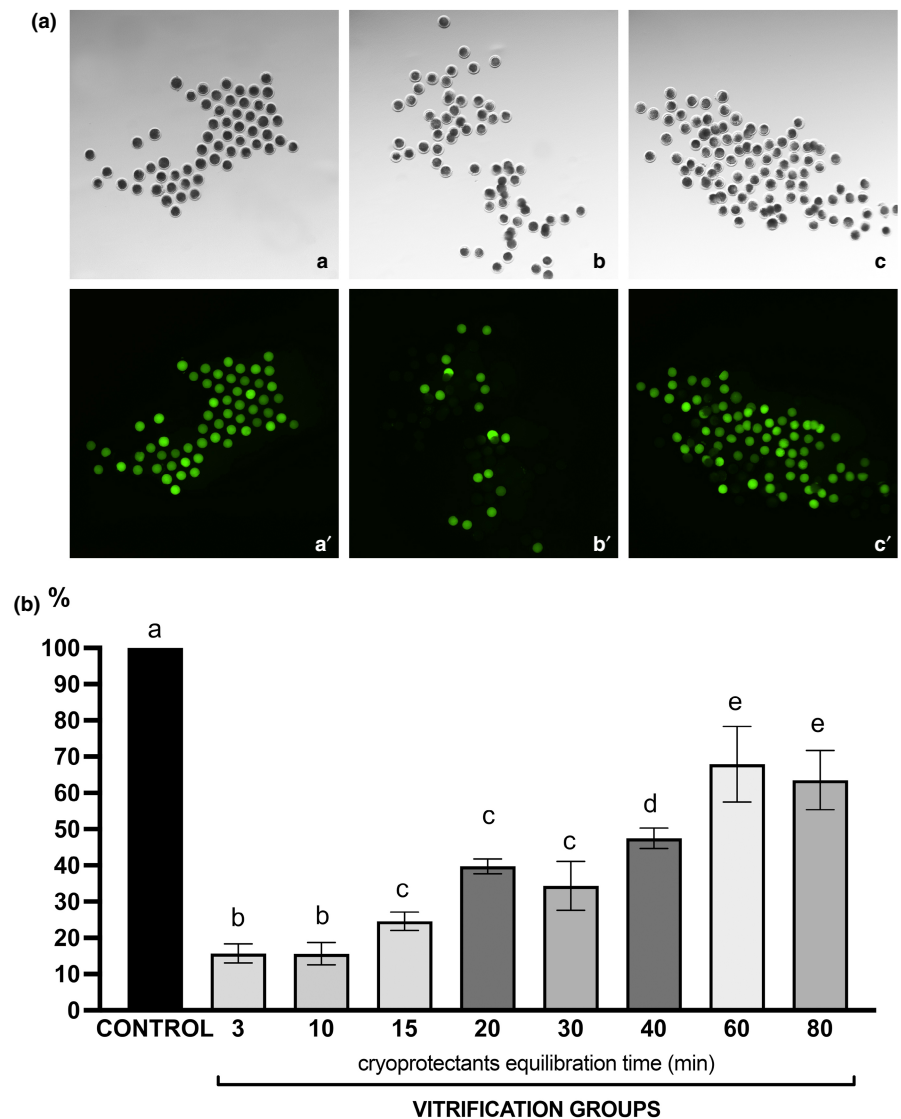 (a)
a b c
a′ b′ c′
(b) %
100
90
80
70
60
50
40
30
20
10
0
a
b
b
c
c
c
d
e
e
CONTROL 3 10 15 20 30 40 60 80
cryoprotectants equilibration time (min)
VITRIFICATION GROUPS